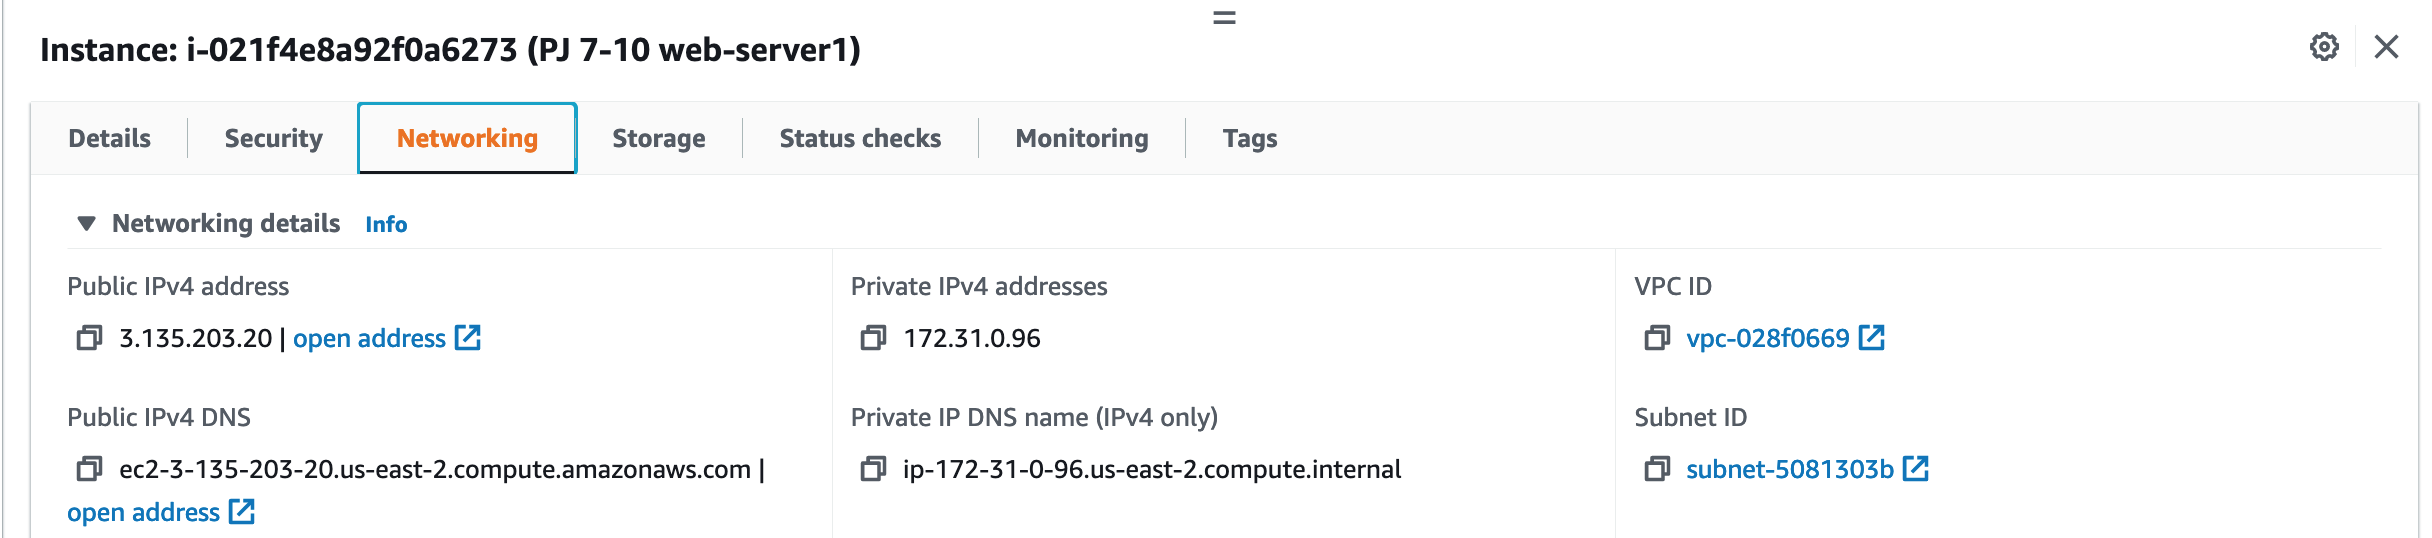 Instance: i-021f4e8a92f0a6273 (PJ 7-10 web-server1)
Details
Security
Networking
Storage
Status checks
Monitoring
Tags
Networking details Info
Public IPv4 address
3.135.203.20 | open address
Private IPv4 addresses
172.31.0.96
VPC ID
vpc-028f0669
Public IPv4 DNS
ec2-3-135-203-20.us-east-2.compute.amazonaws.com |
open address
Private IP DNS name (IPv4 only)
ip-172-31-0-96.us-east-2.compute.internal
Subnet ID
subnet-5081303b